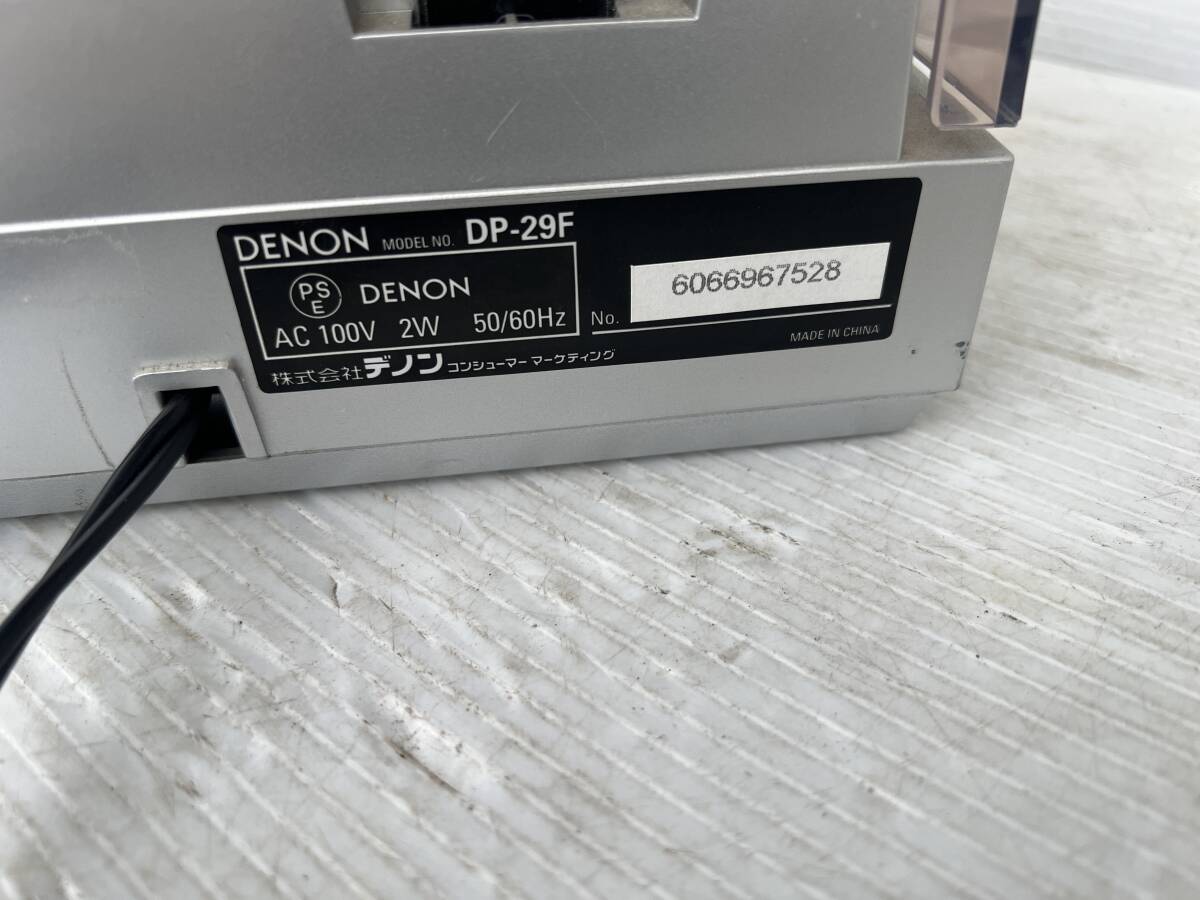 DENON MODEL NO. DP-29F
PS
E
DENON
AC 100V 2W 50/60Hz
No. 6066967528
MADE IN CHINA
株式会社デノン コンシューマー マーケティング